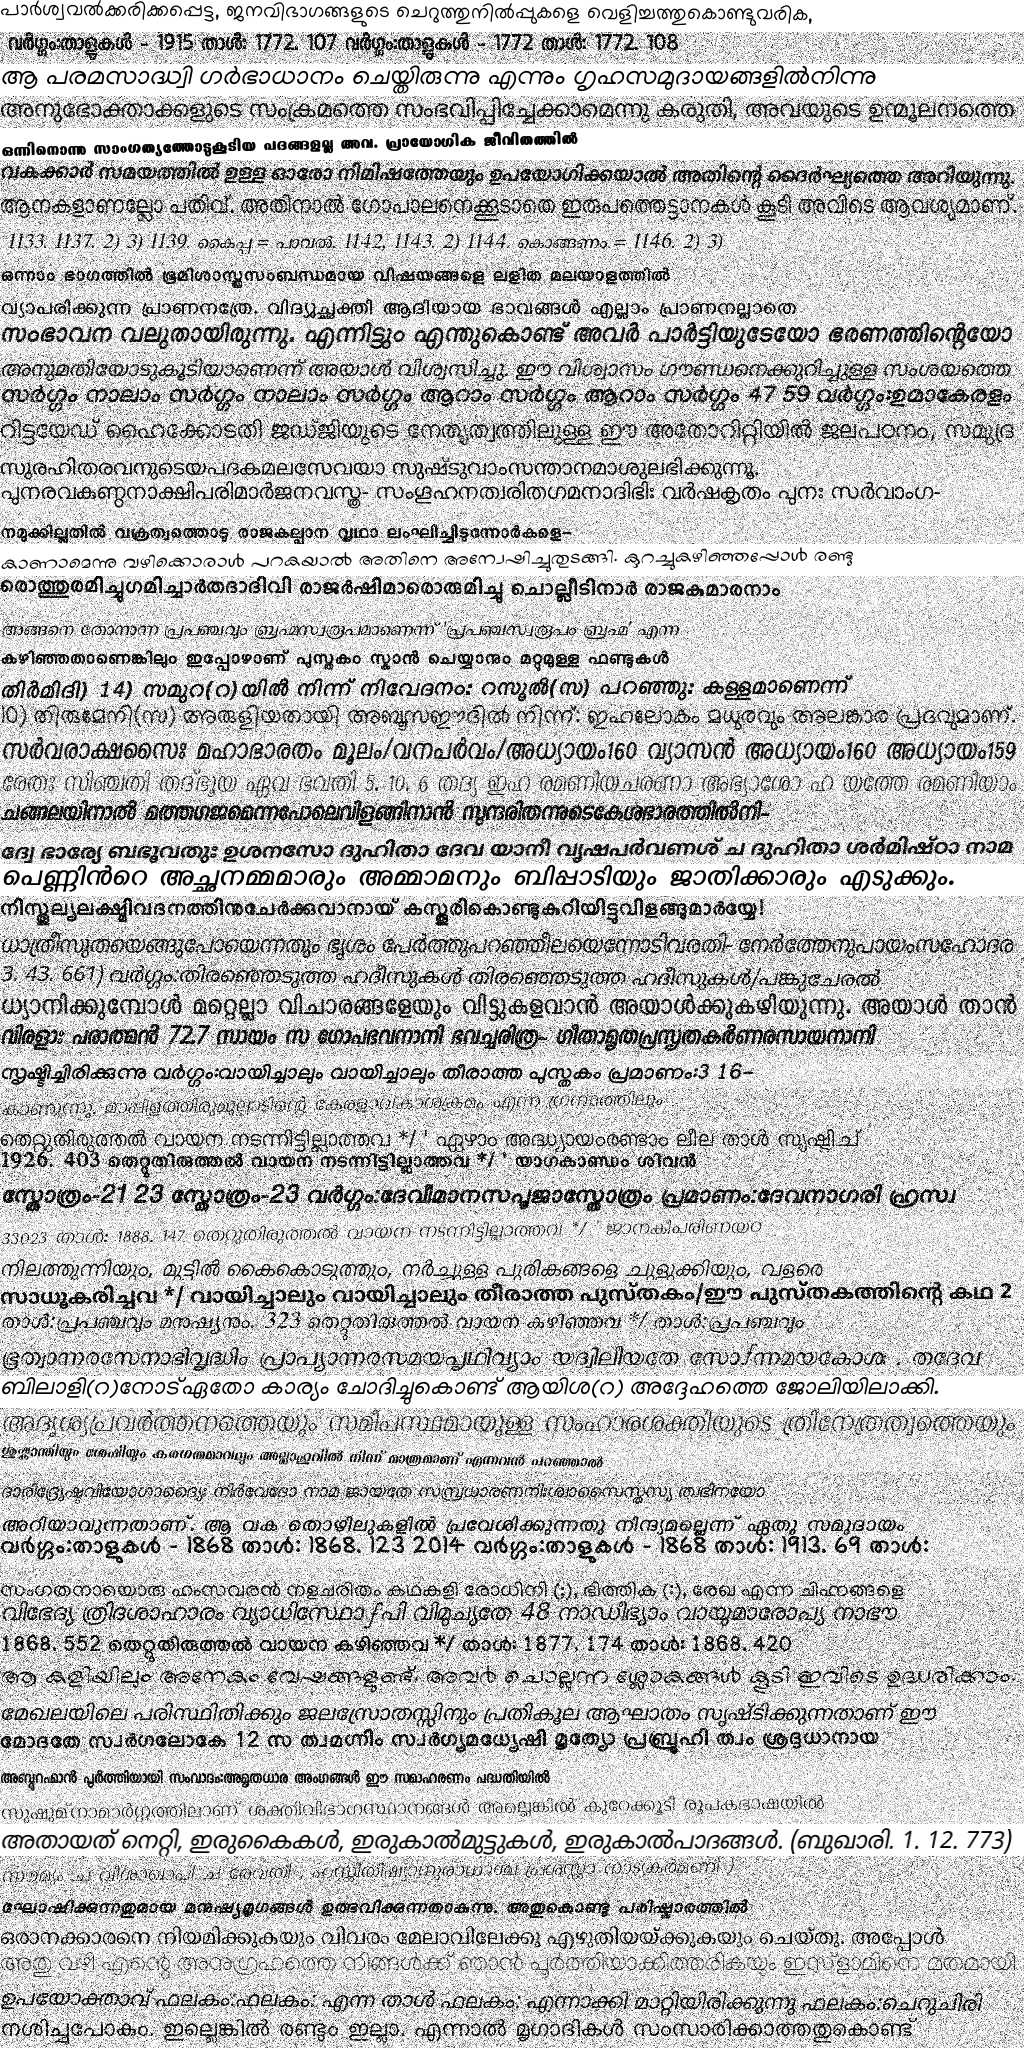 പാർശ്വവൽക്കരിക്കപ്പെട്ട, ജനവിഭാഗങ്ങളുടെ ചെറുത്തുനിൽപ്പുകളെ വെളിച്ചത്തുകൊണ്ടുവരിക,
വർഗ്ഗം:താളുകൾ - 1915 താൾ: 1772. 107 വർഗ്ഗം:താളുകൾ - 1772 താൾ: 1772. 108
ആ പരമസാദ്ധ്വി ഗർഭാധാനം ചെയ്തിരുന്നു എന്നും ഗൃഹസമുദായങ്ങളിൽനിന്നു
അനുഭോക്താക്കളുടെ സംക്രമത്തെ സംഭവിപ്പിച്ചേക്കാമെന്നു കരുതി, അവയുടെ ഉന്മൂലനത്തെ
ഒന്നിനൊന്നു സാംഗത്യത്തോടുകൂടിയ പദങ്ങളല്ല അവ. പ്രായോഗിക ജീവിതത്തിൽ
വകക്കാർ സമയത്തിൽ ഉള്ള ഓരോ നിമിഷത്തേയും ഉപയോഗിക്കയാൽ അതിന്റെ ദൈർഘ്യത്തെ അറിയുന്നു.
ആനകളാണല്ലോ പതിവ്. അതിനാൽ ഗോപാലനെക്കൂടാതെ ഇരുപത്തെട്ടാനകൾ കൂടി അവിടെ ആവശ്യമാണ്.
1133. 1137. 2) 3) 1139. കൈപ്പ = പാവൽ. 1142, 1143. 2) 1144. കൊങ്ങണം = 1146. 2) 3)
ഒന്നാം ഭാഗത്തിൽ ഭൂമിശാസ്ത്രസംബന്ധമായ വിഷയങ്ങളെ ലളിത മലയാളത്തിൽ
വ്യാപരിക്കുന്ന പ്രാണനത്രേ. വിദ്യുച്ഛക്തി ആദിയായ ഭാവങ്ങൾ എല്ലാം പ്രാണനല്ലാതെ
സംഭാവന വലുതായിരുന്നു. എന്നിട്ടും എന്തുകൊണ്ട് അവർ പാർട്ടിയുടേയോ ഭരണത്തിന്റെയോ
അനുമതിയോടുകൂടിയാണെന്ന് അയാൾ വിശ്വസിച്ചു. ഈ വിശ്വാസം ഗൗണ്ഡനെക്കുറിച്ചുള്ള സംശയത്തെ
സർഗ്ഗം നാലാം സർഗ്ഗം നാലാം സർഗ്ഗം ആറാം സർഗ്ഗം ആറാം സർഗ്ഗം 47 59 വർഗ്ഗം:ഉമാകേരളം
റിട്ടയേഡ് ഹൈക്കോടതി ജഡ്ജിയുടെ നേതൃത്വത്തിലുള്ള ഈ അതോറിറ്റിയിൽ ജലപഠനം, സമുദ്ര
സുരഹിതരവനുടെയപദകമലസേവയാ സുഷ്ടുവാംസന്താനമാശുലഭിക്കുന്നൂ.
പുനരവകുണ്ഠനാക്ഷിപരിമാർജനവസ്ത്ര- സംഗൂഹനത്വരിതഗമനാദിഭിഃ വർഷകൃതം പുനഃ സർവാംഗ-
നമുക്കില്ലതിൽ വക്രത്വത്തൊടു രാജകല്പന വൃഥാ ലംഘിച്ചിടുന്നോർകളെ-
കാണാമെന്നു വഴിക്കൊരാൾ പറകയാൽ അതിനെ അന്വേഷിച്ചുതുടങ്ങി. കുറച്ചുകഴിഞ്ഞപ്പോൾ രണ്ടു
രൊത്തുരമിച്ചുഗമിച്ചാർതദാദിവി രാജർഷിമാരൊരുമിച്ചു ചൊല്ലീടിനാർ രാജകുമാരനാം
അങ്ങനെ തോന്നുന്ന പ്രപഞ്ചവും ബ്രഹ്മസ്വരൂപമാണെന്ന് 'പ്രപഞ്ചസ്വരൂപം ബ്രഹ്മ' എന്ന
കഴിഞ്ഞതാണെങ്കിലും ഇപ്പോഴാണ് പുസ്തകം സ്കാൻ ചെയ്യാനും മറ്റുമുള്ള ഫണ്ടുകൾ
തിർമിദി) 14) സമുറ(റ)യിൽ നിന്ന് നിവേദനം: റസൂൽ(സ) പറഞ്ഞു: കള്ളമാണെന്ന്
10) തിരുമേനി(സ) അരുളിയതായി അബൂസഈദിൽ നിന്ന്: ഇഹലോകം മധുരവും അലങ്കാര പ്രദവുമാണ്.
സർവരാക്ഷസൈഃ മഹാഭാരതം മൂലം/വനപർവം/അധ്യായം160 വ്യാസൻ അധ്യായം160 അധ്യായം159
രേതഃ സിഞ്ചതി തദ്ഭൂയ ഏവ ഭവതി 5. 10. 6 തദ്യ ഇഹ രമണീയചരണാ അഭ്യാശോ ഹ യത്തേ രമണീയാം
ചങ്ങലയിനാൽ മത്തഗജമെന്നപോലെവിളങ്ങിനാൻ സുന്ദരിതന്നുടെകേശഭാരത്തിൽനി-
ദ്വേ ഭാര്യേ ബഭൂവതുഃ ഉശനസോ ദുഹിതാ ദേവ യാനീ വൃഷപർവണശ് ച ദുഹിതാ ശർമിഷ്ഠാ നാമ
പെണ്ണിൻറെ അച്ഛനമ്മമാരും അമ്മാമനും ബിപ്പാടിയും ജാതിക്കാരും എടുക്കും.
നിസ്തുല്യലക്ഷ്മിവദനത്തിനുചേർക്കുവാനായ് കസ്തൂരികൊണ്ടുകുറിയിട്ടുവിളങ്ങുമാര്യേ!
ധാത്രീസുതയെങ്ങുപോയെന്നതും ഭൃശം പേർത്തുപറഞ്ഞീലയെന്നോടിവരതി- നേർത്തേനുപായംസഹോദര
3. 43. 661) വർഗ്ഗം:തിരഞ്ഞെടുത്ത ഹദീസുകൾ തിരഞ്ഞെടുത്ത ഹദീസുകൾ/പങ്കുചേരൽ
ധ്യാനിക്കുമ്പോൾ മറ്റെല്ലാ വിചാരങ്ങളേയും വിട്ടുകളവാൻ അയാൾക്കുകഴിയുന്നു. അയാൾ താൻ
വിരളാഃ പരാത്മൻ 72.7 സായം സ ഗോപഭവനാനി ഭവച്ചരിത്ര- ഗീതാമൃതപ്രസൃതകർണരസായനാനി
സൃഷ്ടിച്ചിരിക്കുന്നു വർഗ്ഗം:വായിച്ചാലും വായിച്ചാലും തീരാത്ത പുസ്തകം പ്രമാണം:3 16-
കാണുന്നു. മാപ്പിളത്തിരുമുല്പാടിന്റെ കേരളാവകാശക്രമം എന്ന ഗ്രന്ഥത്തിലും
തെറ്റുതിരുത്തൽ വായന നടന്നിട്ടില്ലാത്തവ */ ' ഏഴാം അദ്ധ്യായംരണ്ടാം ലീല താൾ സൃഷ്ടിച്
1926. 403 തെറ്റുതിരുത്തൽ വായന നടന്നിട്ടില്ലാത്തവ */ ' യാഗകാണ്ഡം ശിവൻ
സ്തോത്രം-21 23 സ്തോത്രം-23 വർഗ്ഗം:ദേവീമാനസപൂജാസ്തോത്രം പ്രമാണം:ദേവനാഗരി ഹ്രസ്വ
33023 താൾ: 1888. 147 തെറ്റുതിരുത്തൽ വായന നടന്നിട്ടില്ലാത്തവ */ ' ജാനകീപരിണയഠ
നിലത്തുന്നിയും, മുട്ടിൽ കൈകൊടുത്തും, നർച്ചുള്ള പുരികങ്ങളെ ചുളുക്കിയും, വളരെ
സാധൂകരിച്ചവ */ വായിച്ചാലും വായിച്ചാലും തീരാത്ത പുസ്തകം/ഈ പുസ്തകത്തിന്റെ കഥ 2
താൾ:പ്രപഞ്ചവും മനുഷ്യനും. 323 തെറ്റുതിരുത്തൽ വായന കഴിഞ്ഞവ */ താൾ:പ്രപഞ്ചവും
ഭൂത്വാന്നരസേനാഭിവൃദ്ധിം പ്രാപ്യാന്നരസമയപൃഥിവ്യാം യദ്വിലീയതേ സോഽന്നമയകോശഃ . തദേവ
ബിലാളി(റ)നോട്ഏതോ കാര്യം ചോദിച്ചുകൊണ്ട് ആയിശ(റ) അദ്ദേഹത്തെ ജോലിയിലാക്കി.
അദൃശ്യപ്രവർത്തനത്തെയും സമീപസ്ഥമായുള്ള സംഹാരശക്തിയുടെ ത്രിനേത്രത്വത്തെയും
ശുശ്രൂഷയും ശേഷിയും കരഗതമാവവും അല്ലാഹുവിൽ നിന്ന് മാത്രമാണ് എന്നവൻ പറഞ്ഞാൽ
ദാരിദ്ര്യേഷ്ടവിയോഗാദ്യൈഃ നിർവേദോ നാമ ജായതേ സമ്പ്രധാരണനിഃശ്വാസൈസ്തസ്യ ത്വഭിനയോ
അറിയാവുന്നതാണ്. ആ വക തൊഴിലുകളിൽ പ്രവേശിക്കുന്നതു നിന്ദ്യമല്ലെന്ന് ഏതു സമുദായം
വർഗ്ഗം:താളുകൾ - 1868 താൾ: 1868. 123 2014 വർഗ്ഗം:താളുകൾ - 1868 താൾ: 1913. 69 താൾ:
സംഗതനായൊരു ഹംസവരൻ നളചരിതം കഥകളി രോധിനി (;), ഭിത്തിക (:), രേഖ എന്ന ചിഹ്നങ്ങളെ
വിഭേദ്യ ത്രിദശാഹാരം വ്യാധിസ്ഥോഽപി വിമുച്യതേ 48 നാഡീഭ്യാം വായുമാരോപ്യ നാഭൗ
1868. 552 തെറ്റുതിരുത്തൽ വായന കഴിഞ്ഞവ */ താൾ: 1877. 174 താൾ: 1868. 420
ആ കളിയിലും അനേകം വേഷങ്ങളുണ്ട്. അവർ ചൊല്ലുന്ന ശ്ലോകങ്ങൾ കൂടി ഇവിടെ ഉദ്ധരിക്കാം.
മേഖലയിലെ പരിസ്ഥിതിക്കും ജലസ്രോതസ്സിനും പ്രതികൂല ആഘാതം സൃഷ്ടിക്കുന്നതാണ് ഈ
മോദതേ സ്വർഗലോകേ 12 സ ത്വമഗ്നിം സ്വർഗ്യമധ്യേഷി മൃത്യോ പ്രബ്രൂഹി ത്വം ശ്രദ്ദധാനായ
അബ്ദുറഹ്മാൻ പൂർത്തിയായി സംവാദം:അമൃതധാര അംഗങ്ങൾ ഈ സമാഹരണം പദ്ധതിയിൽ
സുഷുമ്നാമാർഗ്ഗത്തിലാണ് ശക്തിവിഭാഗസ്ഥാനങ്ങൾ അല്ലെങ്കിൽ കുറേക്കൂടി രൂപകഭാഷയിൽ
അതായത് നെറ്റി, ഇരുകൈകൾ, ഇരുകാൽമുട്ടുകൾ, ഇരുകാൽപാദങ്ങൾ. (ബുഖാരി. 1. 12. 773)
ച വിശാഖാപി ച രേവതീ
ഘോഷിക്കുന്നതുമായ മനുഷ്യമൃഗങ്ങൾ ഉത്ഭവിക്കുന്നതാകുന്നു. അതുകൊണ്ടു പരിഷ്കാരത്തിൽ
ഒരാനക്കാരനെ നിയമിക്കുകയും വിവരം മേലാവിലേക്കു എഴുതിയയ്ക്കുകയും ചെയ്തു. അപ്പോൾ
അതു വഴി എന്റെ അനുഗ്രഹത്തെ നിങ്ങൾക്ക് ഞാൻ പൂർത്തിയാക്കിത്തരികയും ഇസ്ളാമിനെ മതമായി
ഉപയോക്താവ് ഫലകം:ഫലകം: എന്ന താൾ ഫലകം: എന്നാക്കി മാറ്റിയിരിക്കുന്നു ഫലകം:ചെറുചിരി
നശിച്ചുപോകും. ഇല്ലെങ്കിൽ രണ്ടും ഇല്ലാ. എന്നാൽ മൃഗാദികൾ സംസാരിക്കാത്തതുകൊണ്ട്